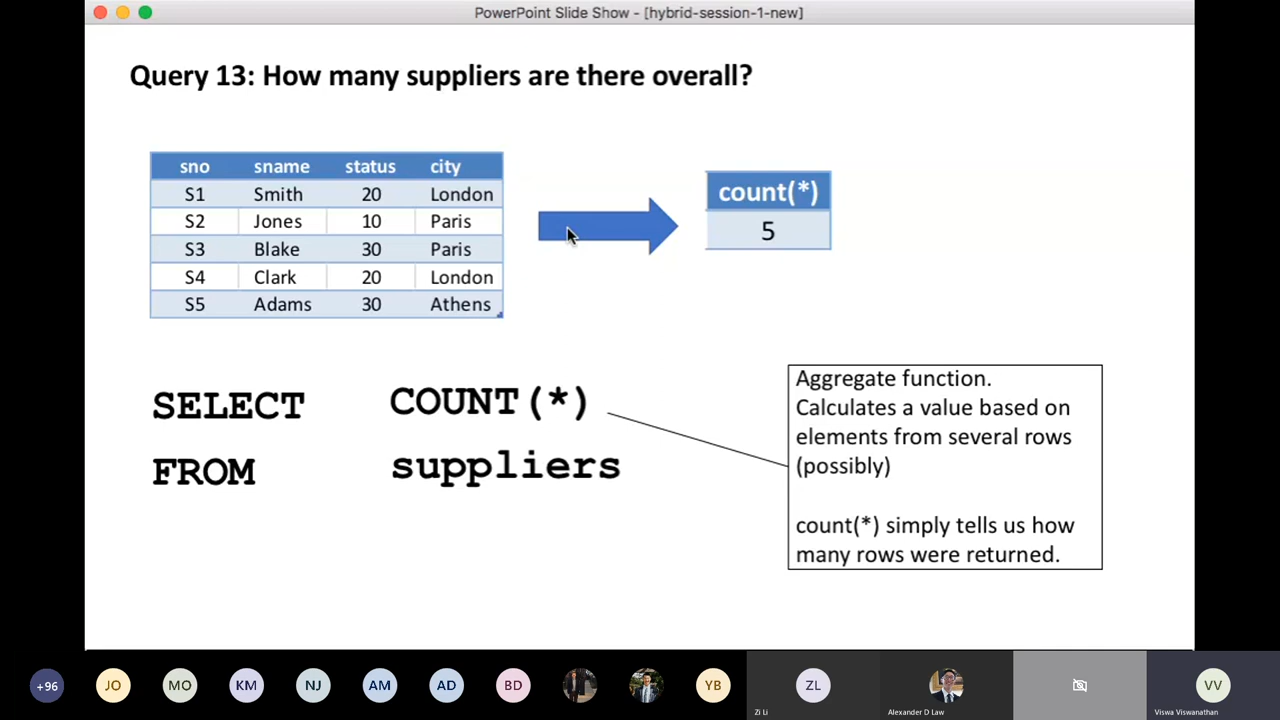 PowerPoint Slide Show - [hybrid-session-1-new]
Query 13: How many suppliers are there overall?
sno sname status city
S1 Smith 20 London
S2 Jones 10 Paris
S3 Blake 30 Paris
S4 Clark 20 London
S5 Adams 30 Athens
count(*)
5
SELECT COUNT(*)
FROM suppliers
Aggregate function.
Calculates a value based on
elements from several rows
(possibly)
count(*) simply tells us how
many rows were returned.
+96 JO MO KM NJ AM AD BD YB ZL VV
Zi Li Alexander D Law Viswa Viswanathan